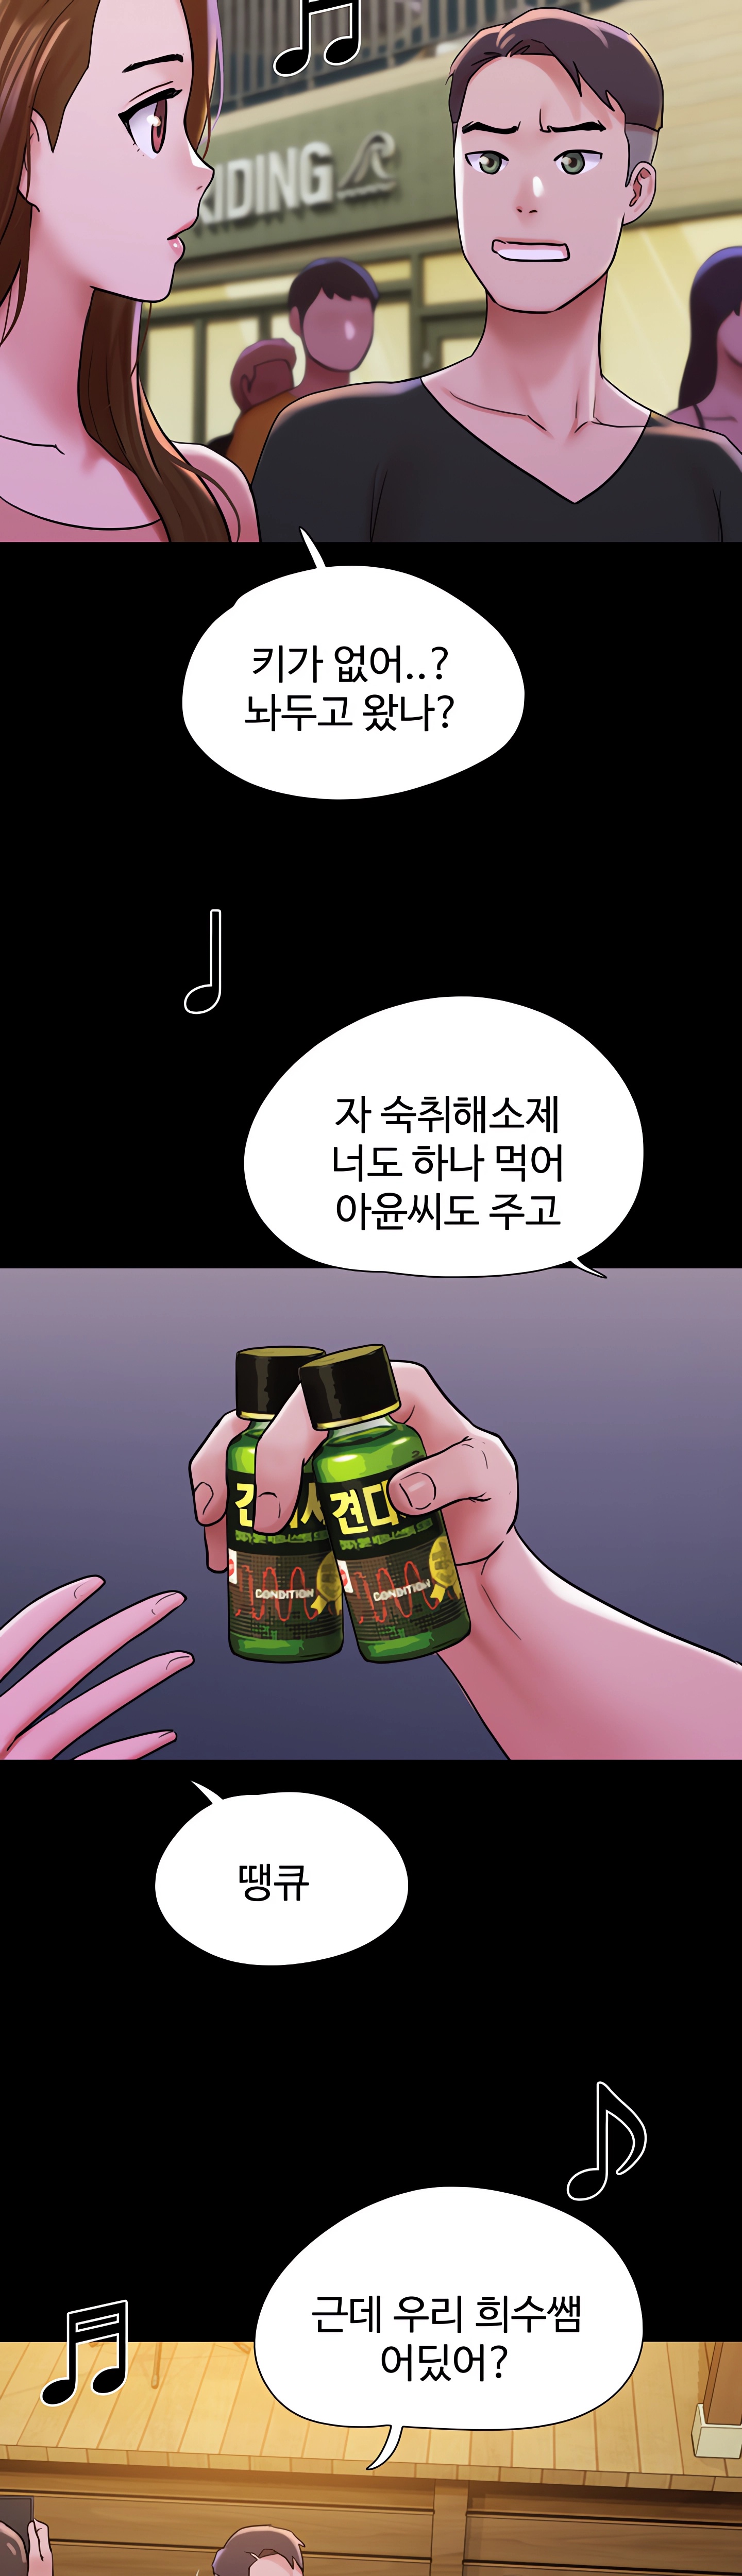 RIDING
키가 없어..?
놔두고 왔나?
자 숙취해소제
너도 하나 먹어
아윤씨도 주고
견디
CONDITION
CONDITION
땡큐
근데 우리 희수쌤
어딨어?